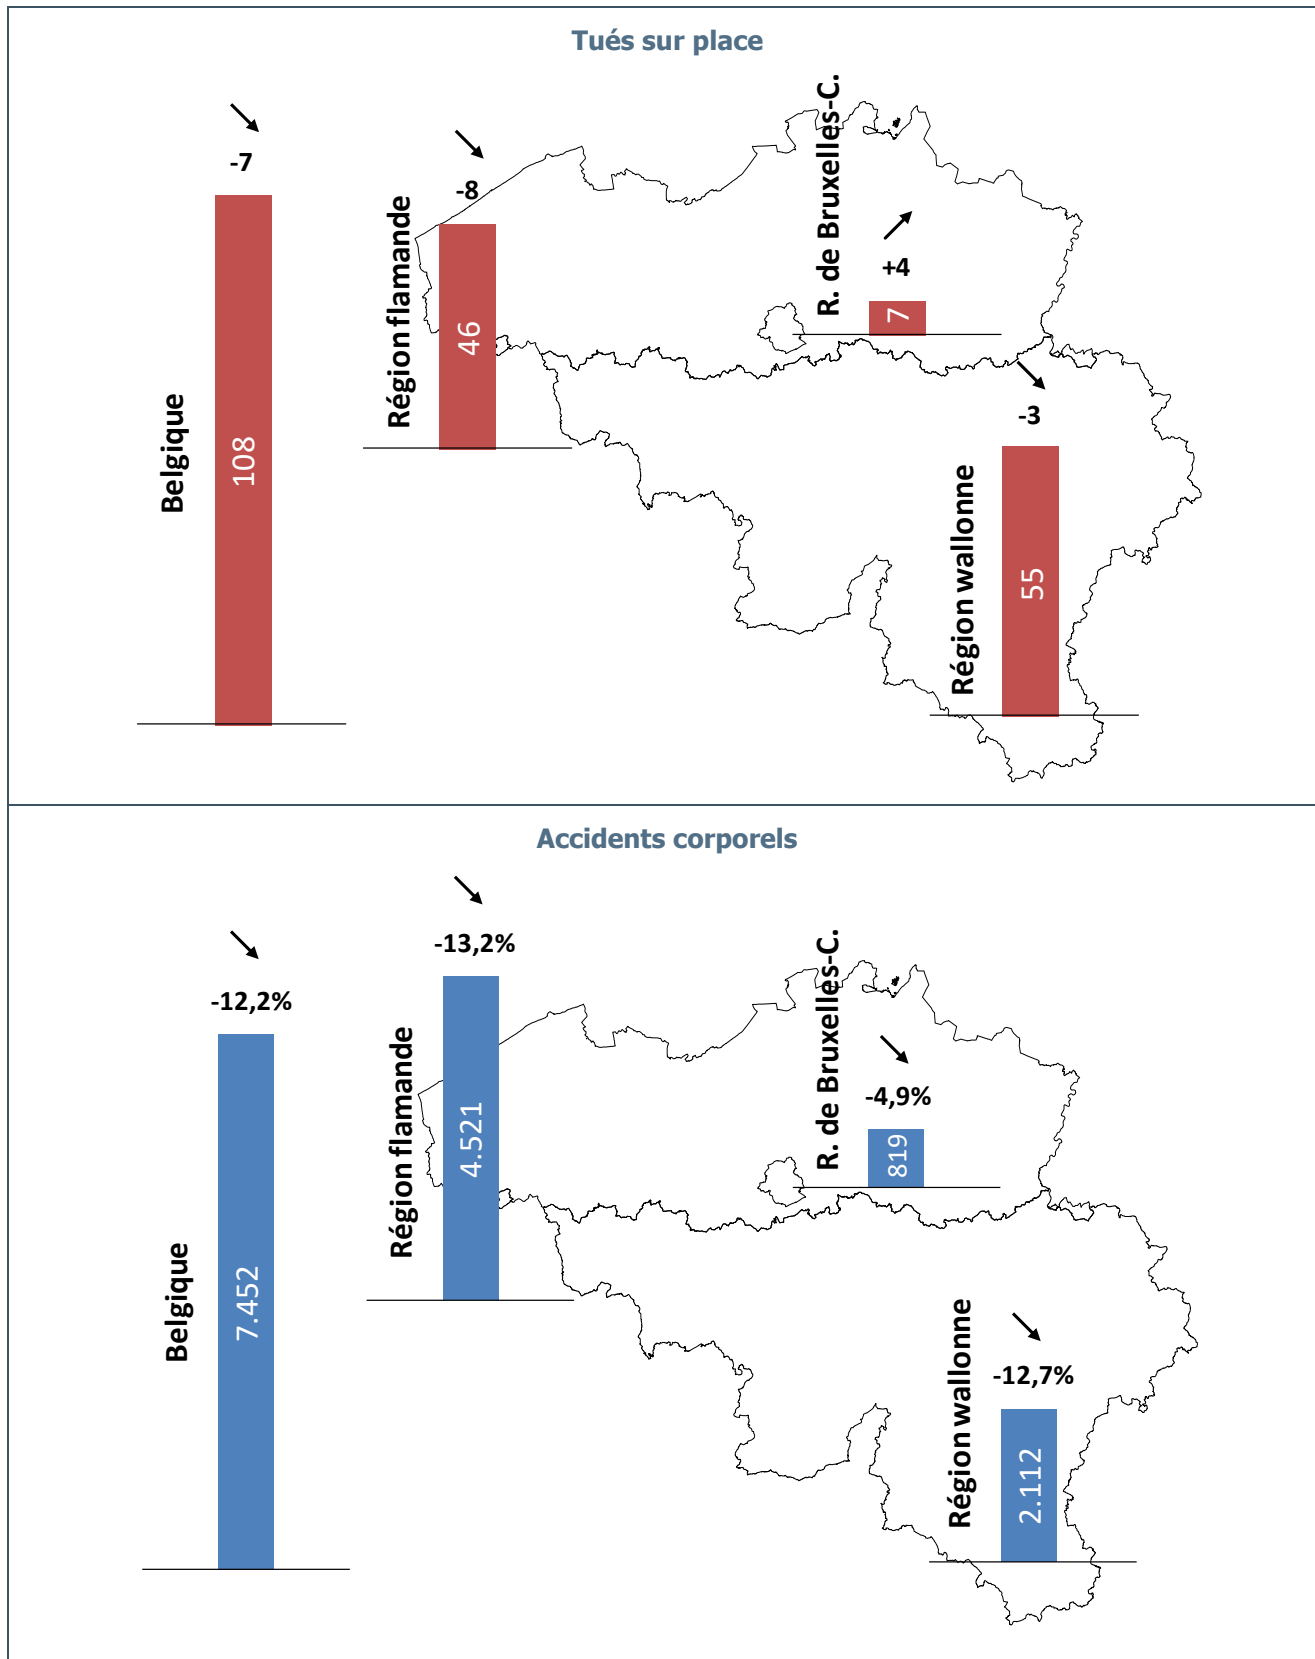 Tués sur place
-7
Belgique
108
-8
Région flamande
46
R. de Bruxelles-C.
+4
7
-3
Région wallonne
55
Accidents corporels
-12,2%
Belgique
7.452
-13,2%
Région flamande
4.521
R. de Bruxelles-C.
-4,9%
819
-12,7%
Région wallonne
2.112